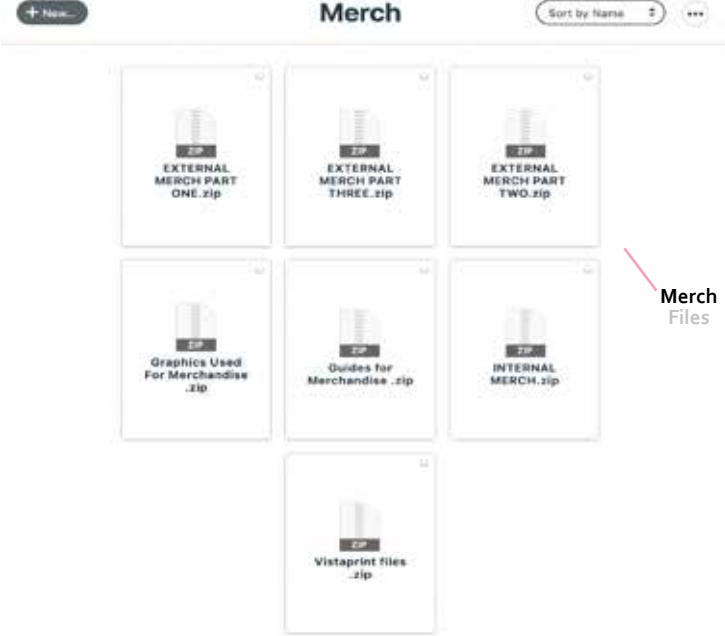 + New...
Merch
Sort by Name
ZIP
EXTERNAL
MERCH PART
ONE.zip
ZIP
EXTERNAL
MERCH PART
THREE.zip
ZIP
EXTERNAL
MERCH PART
TWO.zip
ZIP
Graphics Used
For Merchandise
.zip
ZIP
Guides for
Merchandise .zip
ZIP
INTERNAL
MERCH.zip
Merch
Files
ZIP
Vistaprint files
.zip